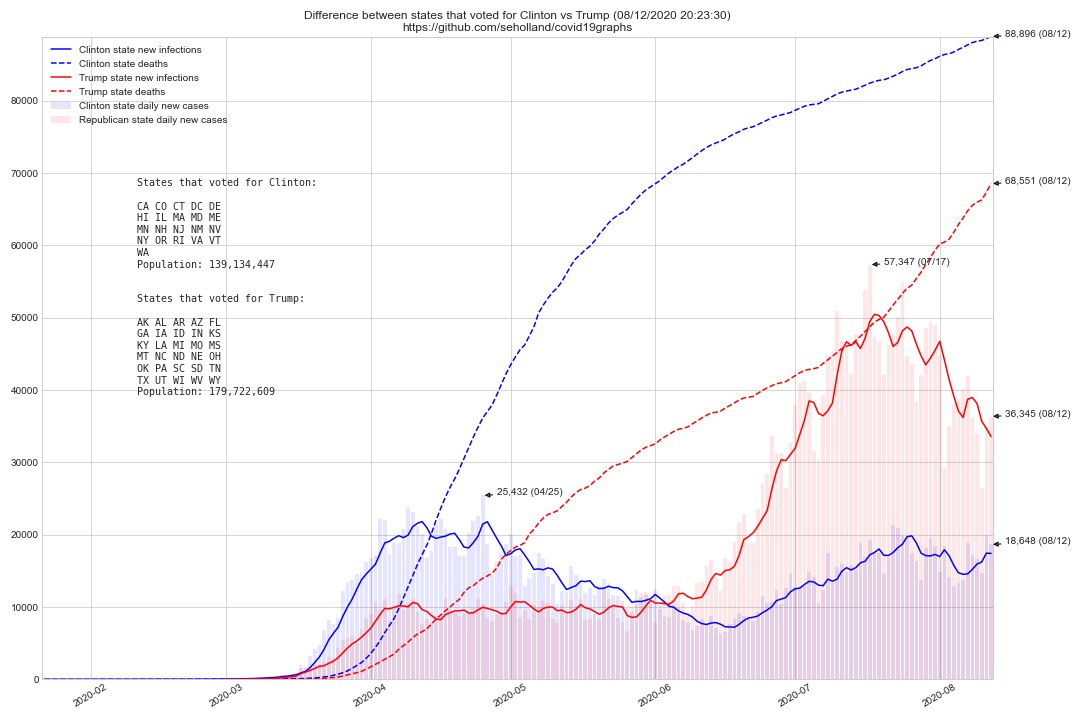 Difference between states that voted for Clinton vs Trump (08/12/2020 20:23:30)
https://github.com/seholland/covid19graphs
Clinton state new infections
Clinton state deaths
Trump state new infections
Trump state deaths
Clinton state daily new cases
Republican state daily new cases
88,896 (08/12)
80000
70000
60000
50000
40000
30000
20000
10000
0
States that voted for Clinton:
CA CO CT DC DE
HI IL MA MD ME
MN NH NJ NM NV
NY OR RI VA VT
WA
Population: 139,134,447
States that voted for Trump:
AK AL AR AZ FL
GA IA ID IN KS
KY LA MI MO MS
MT NC ND NE OH
OK PA SC SD TN
TX UT WI WV WY
Population: 179,722,609
68,551 (08/12)
57,347 (07/17)
36,345 (08/12)
25,432 (04/25)
18,648 (08/12)
2020-02
2020-03
2020-04
2020-05
2020-06
2020-07
2020-08